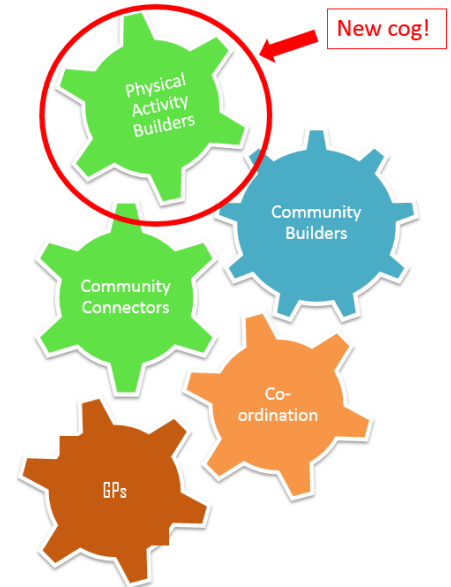 New cog!
Physical
Activity
Builders
Community
Builders
Community
Connectors
Co-
ordination
GPs